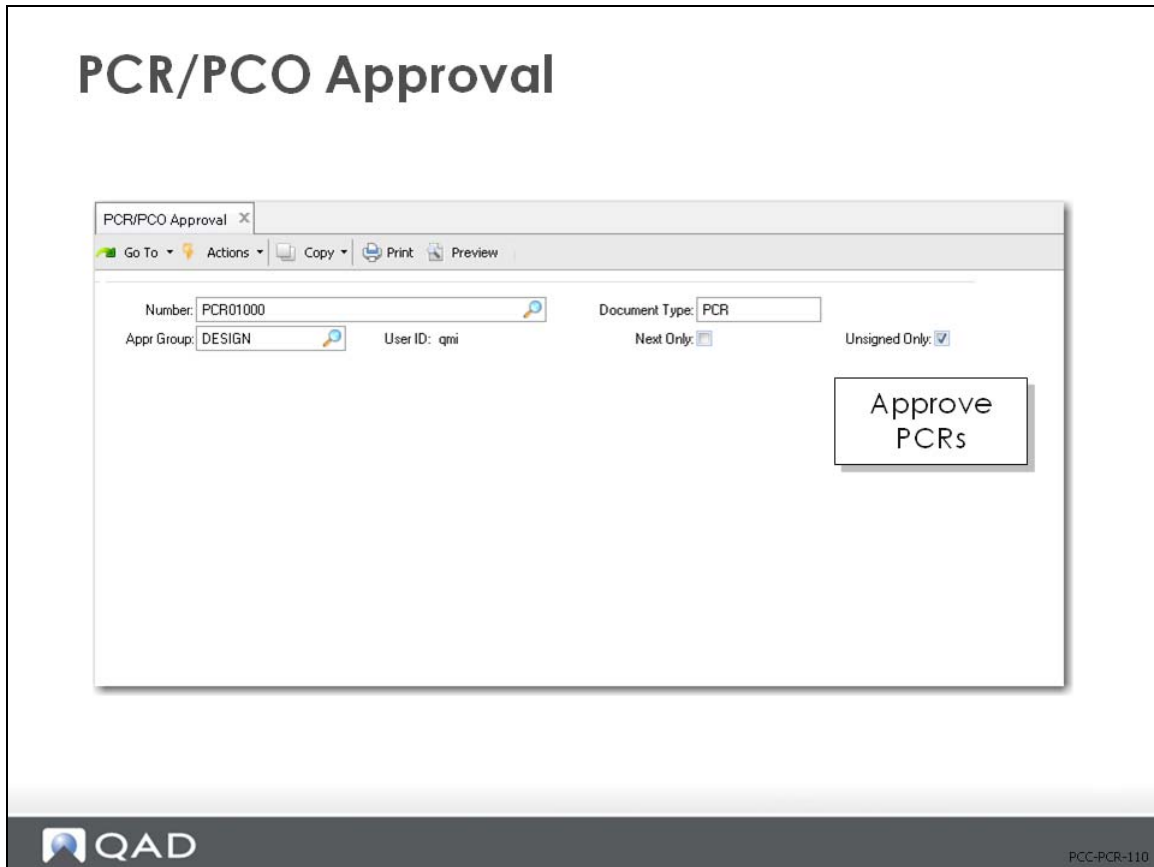 PCR/PCO Approval
PCR/PCO Approval
Go To Actions Copy Print Preview
Number: PCR01000 Document Type: PCR
Appr Group: DESIGN User ID: qmi Next Only: Unsigned Only:
Approve
PCRs
QAD
PCC-PCR-110